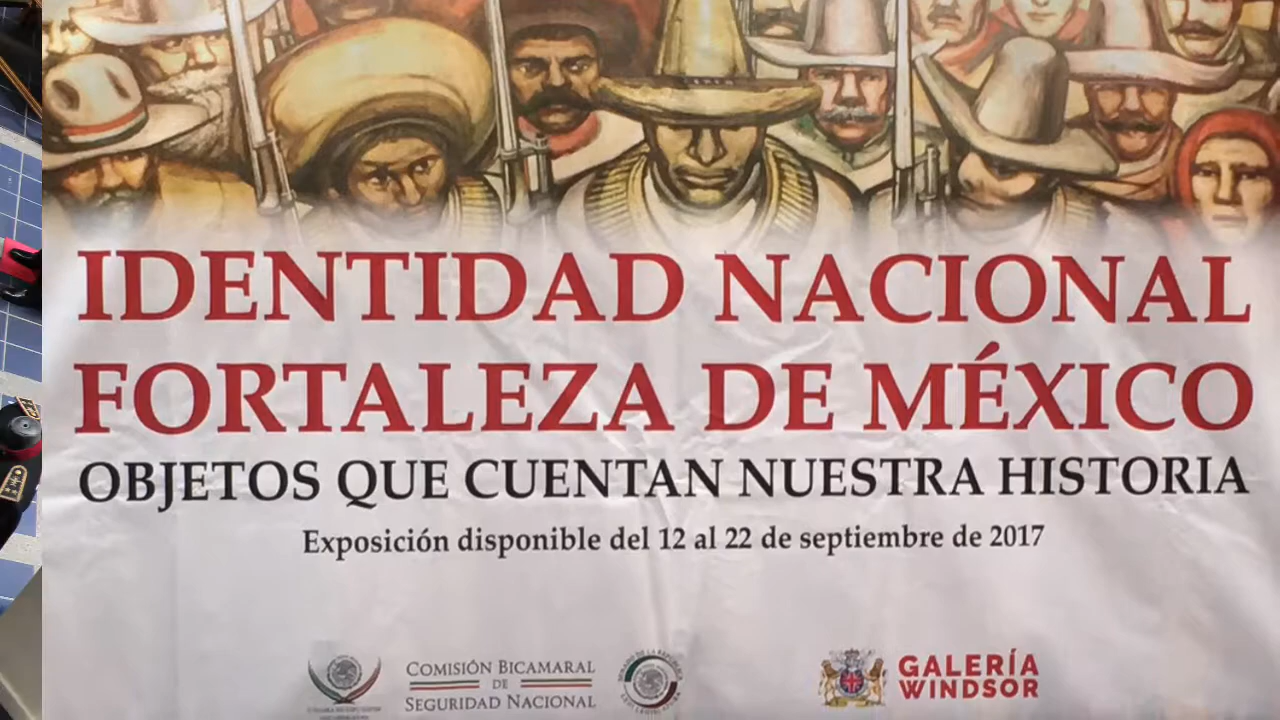 IDENTIDAD NACIONAL
FORTALEZA DE MÉXICO
OBJETOS QUE CUENTAN NUESTRA HISTORIA
Exposición disponible del 12 al 22 de septiembre de 2017
COMISIÓN BICAMARAL
DE
SEGURIDAD NACIONAL
GALERÍA
WINDSOR